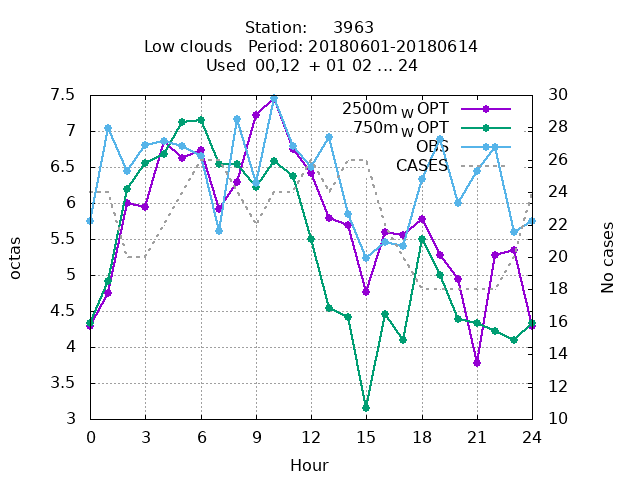 Station: 3963
Low clouds Period: 20180601-20180614
Used 00,12 + 01 02 ... 24
7.5 30
2500m W OPT
7 28
750m W OPT
OBS
6.5 26
CASES
6 24
5.5 22
5 20
4.5 18
4 16
3.5 14
3 12
10
octas
No cases
0 3 6 9 12 15 18 21 24
Hour